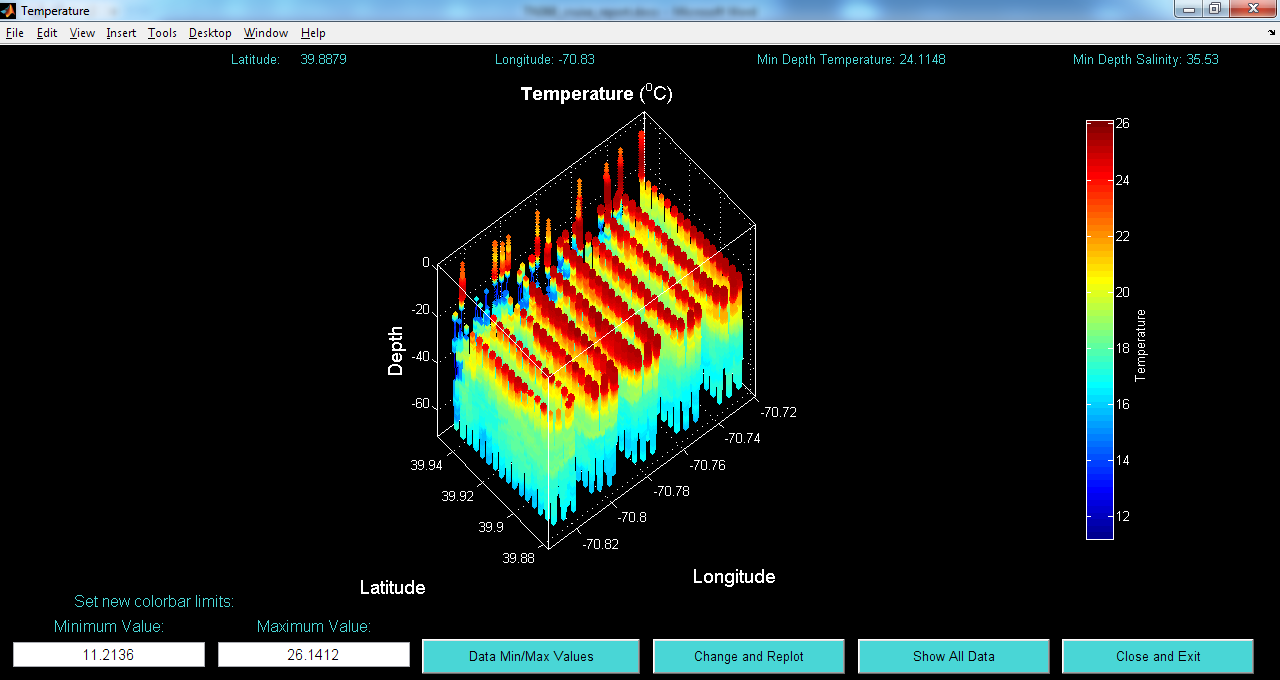 Temperature
File Edit View Insert Tools Desktop Window Help
Latitude: 39.8879 Longitude: -70.83 Min Depth Temperature: 24.1148 Min Depth Salinity: 35.53
Temperature (⁰C)
0
-20
-40
-60
Depth
39.94
39.92
39.9
39.88
Latitude
-70.82
-70.8
-70.78
-70.76
-70.74
-70.72
Longitude
26
24
22
20
18
16
14
12
Temperature
Set new colorbar limits:
Minimum Value: Maximum Value:
11.2136 26.1412 Data Min/Max Values Change and Replot Show All Data Close and Exit